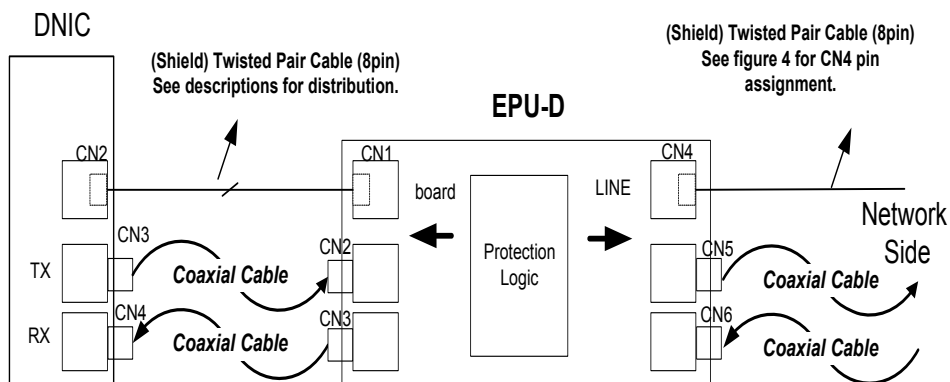 DNIC
(Shield) Twisted Pair Cable (8pin)
See descriptions for distribution.
(Shield) Twisted Pair Cable (8pin)
See figure 4 for CN4 pin
assignment.
EPU-D
CN2
CN1
CN4
board
LINE
Network
Side
CN3
CN2
CN5
TX
Coaxial Cable
Protection
Logic
Coaxial Cable
CN4
CN3
CN6
RX
Coaxial Cable
Coaxial Cable